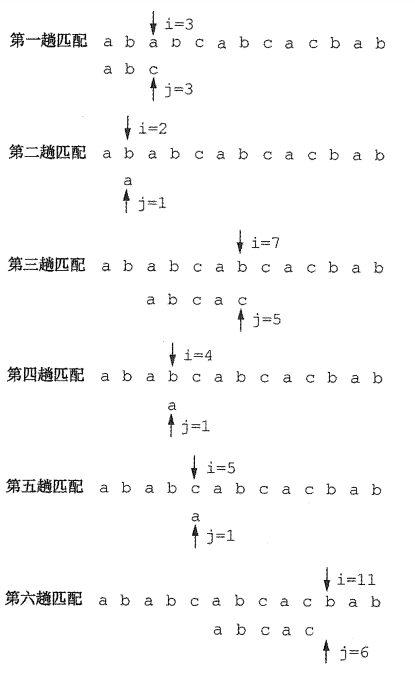 i=3
第一趟匹配 a b a b c a b c a c b a b
a b c
j=3
i=2
第二趟匹配 a b a b c a b c a c b a b
a
j=1
i=7
第三趟匹配 a b a b c a b c a c b a b
a b c a c
j=5
i=4
第四趟匹配 a b a b c a b c a c b a b
a
j=1
i=5
第五趟匹配 a b a b c a b c a c b a b
a
j=1
i=11
第六趟匹配 a b a b c a b c a c b a b
a b c a c
j=6